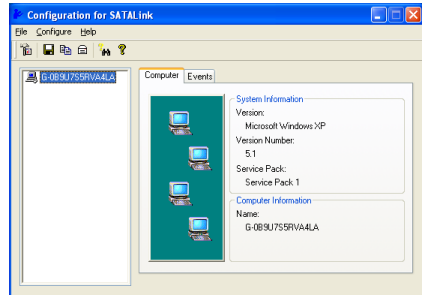 Configuration for SATALink
File Configure Help
G-0B9U7S5RVA4LA
Computer Events
System Information
Version:
Microsoft Windows XP
Version Number:
5.1
Service Pack:
Service Pack 1
Computer Information
Name:
G-0B9U7S5RVA4LA